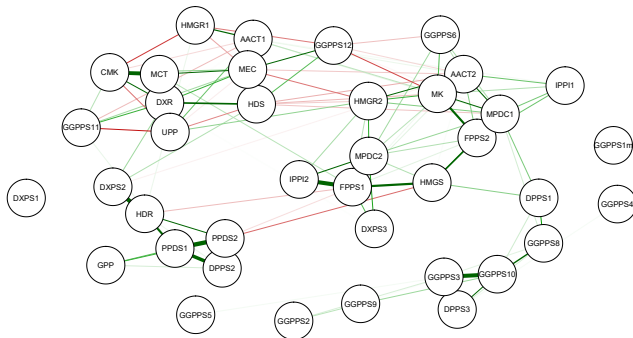 HMGR1
GGPPS6
AACT1
GGPPS12
CMK
MCT
MEC
AACT2
IPPI1
DXR
HDS
HMGR2
MK
MPDC1
GGPPS11
UPP
FPPS2
GGPPS1m
MPDC2
DXPS2
IPPI2
FPPS1
HMGS
DXPS1
DPPS1
GGPPS4
HDR
DXPS3
PPDS2
GGPPS8
PPDS1
GPP
DPPS2
GGPPS3
GGPPS10
GGPPS9
DPPS3
GGPPS5
GGPPS2